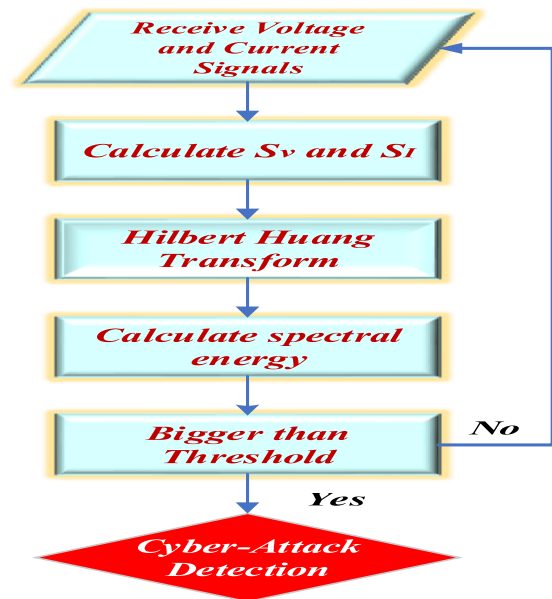 Receive Voltage
and Current
Signals
Calculate Sv and SI
Hilbert Huang
Transform
Calculate spectral
energy
Bigger than
Threshold
No
Yes
Cyber-Attack
Detection